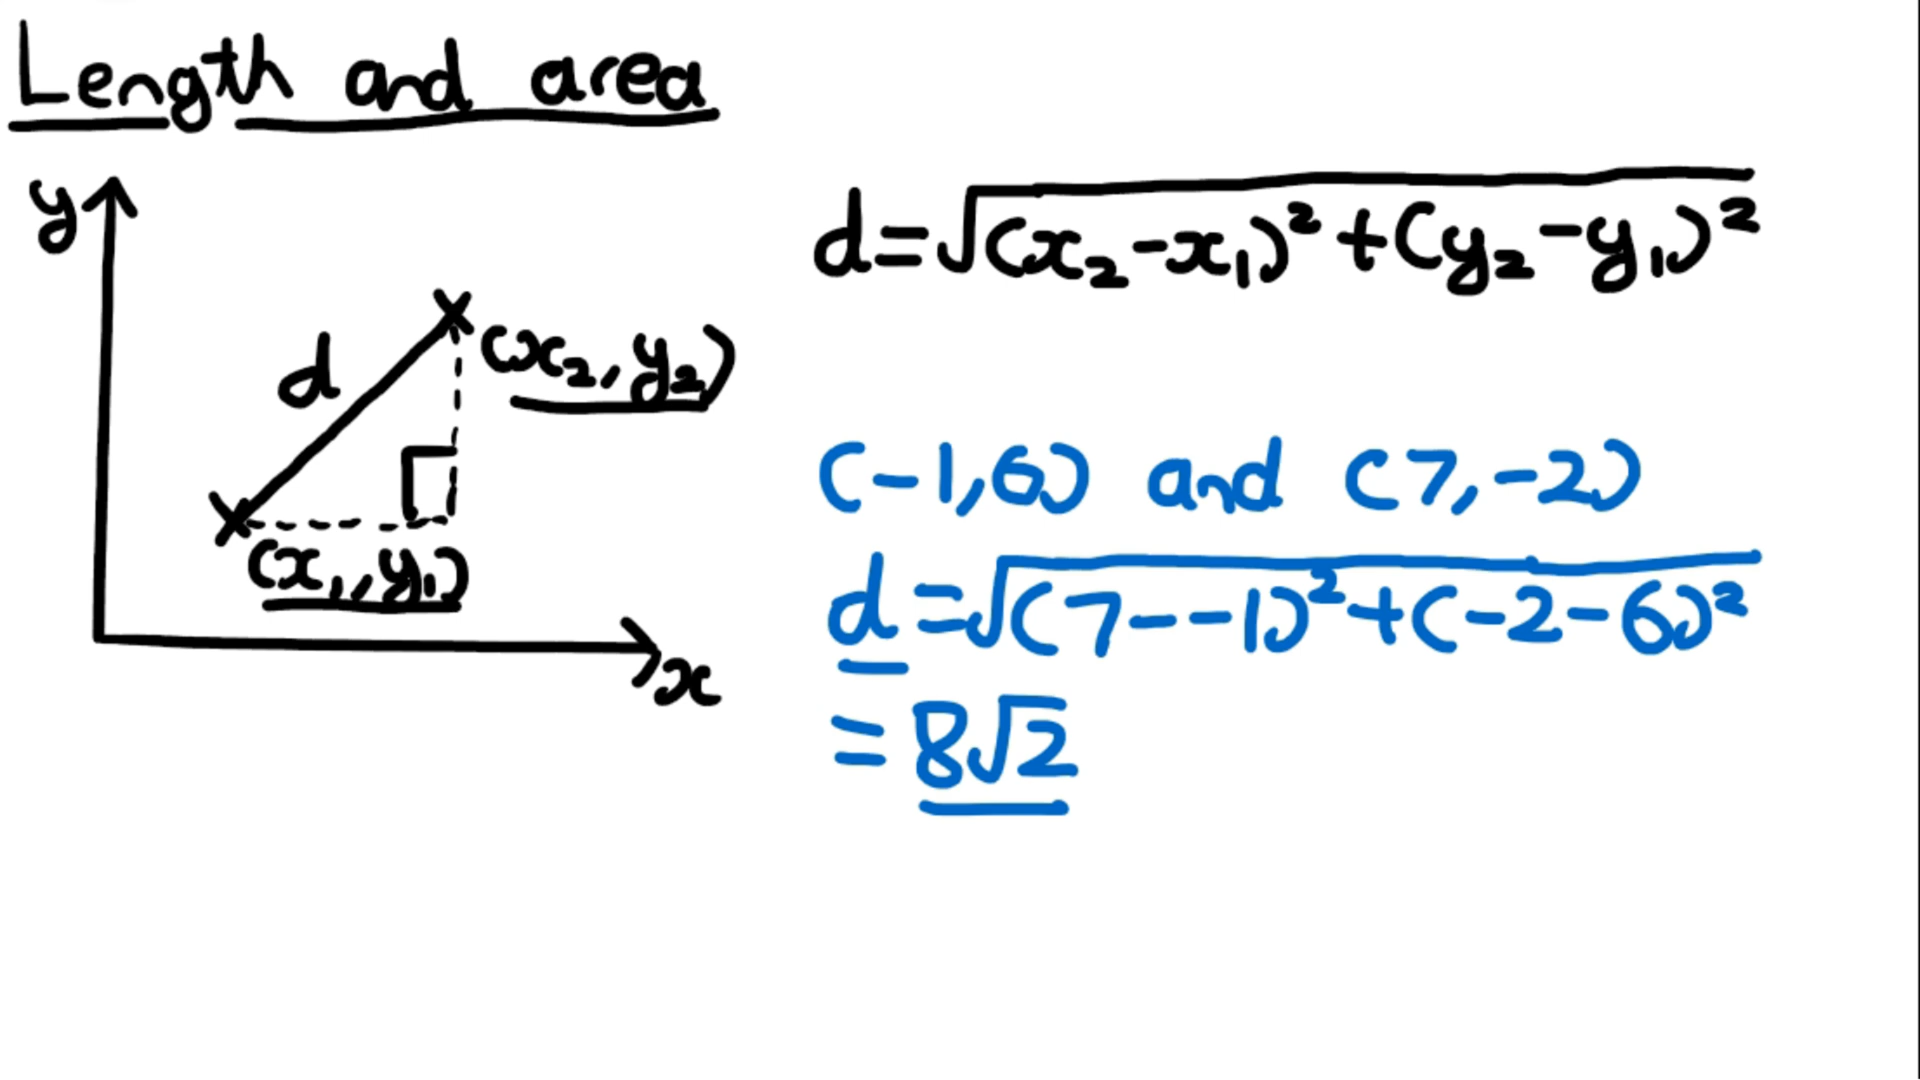 Length and area
y
d
(x₂, y₂)
(x₁, y₁)
x
d=√(x₂-x₁)²+(y₂-y₁)²
(-1,6) and (7,-2)
d=√(7--1)²+(-2-6)²
=8√2